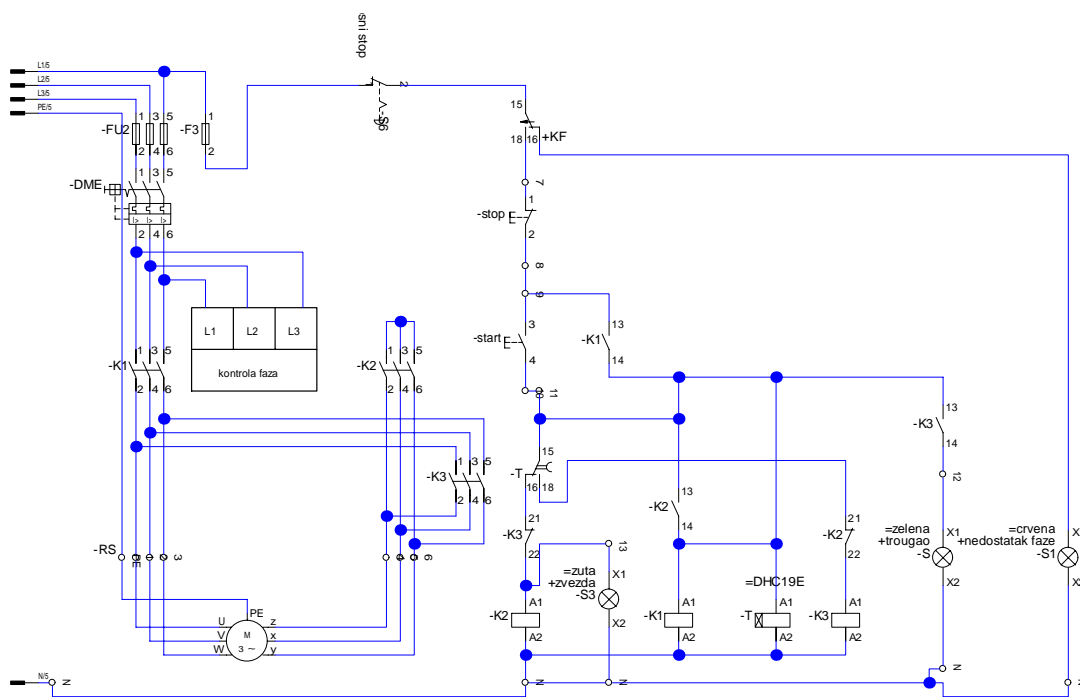 sni stop
L1/5
L2/5
L3/5
PE/5
2
-S6
15
18 16
+KF
1 3 5
-FU2
2 4 6
1
-F3
2
7
1 3 5
-DME
I> I> I>
2 4 6
1
-stop
2
8
9
L1 L2 L3
kontrola faza
3
-start
4
13
-K1
14
1 3 5
-K1
2 4 6
1 3 5
-K2
2 4 6
11
13
-K3
14
12
15
-T
16 18
1 3 5
-K3
2 4 6
13
-K2
14
21
-K3
22
21
-K2
22
13
-RS
PE
3
6
=zuta
+zvezda
-S3
X1
X2
=zelena
+trougao
-S
X1
X2
=crvena
+nedostatak faze
-S1
X
X2
=DHC19E
PE
U
V
W
M
3 ~
z
x
y
A1
-K2
A2
A1
-K1
A2
A1
-T
A2
A1
-K3
A2
N/5
N
N
N
N
N